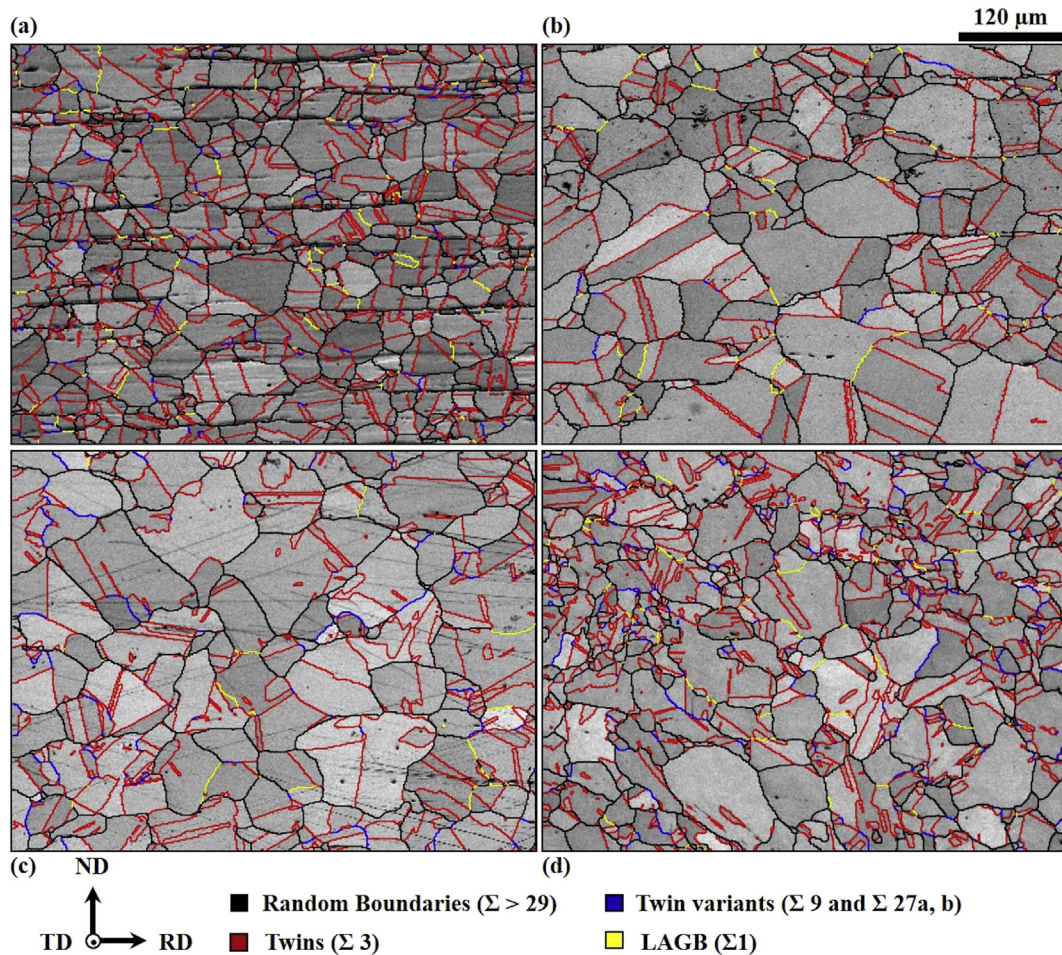 (a)
(b)
120 μm
(c)
(d)
ND
TD
RD
Random Boundaries (Σ > 29)
Twins (Σ 3)
Twin variants (Σ 9 and Σ 27a, b)
LAGB (Σ1)